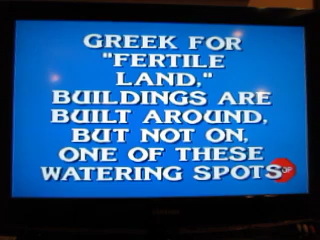 GREEK FOR
"FERTILE
LAND,"
BUILDINGS ARE
BUILT AROUND,
BUT NOT ON,
ONE OF THESE
WATERING SPOTS